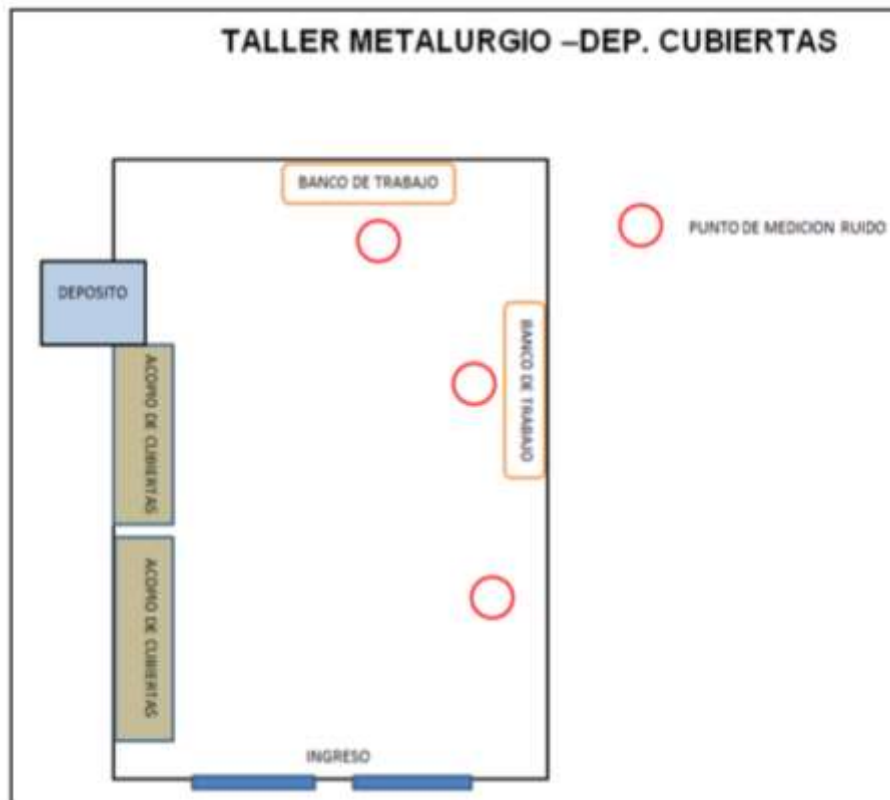 TALLER METALURGIO –DEP. CUBIERTAS
BANCO DE TRABAJO
PUNTO DE MEDICION RUIDO
DEPOSITO
BANCO DE TRABAJO
ACOPIO DE CUBIERTAS
ACOPIO DE CUBIERTAS
INGRESO